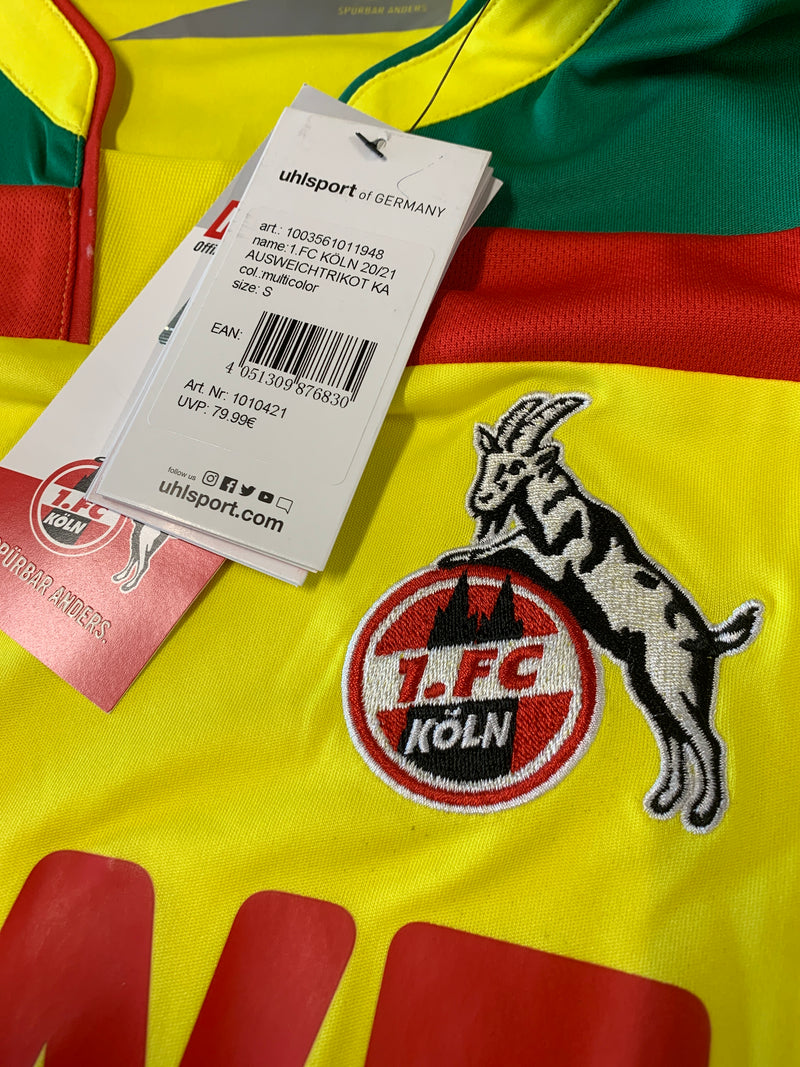 SPÜRBAR ANDERS.
uhlsport of GERMANY
art.: 1003561011948
name:1.FC KÖLN 20/21
AUSWEICHTRIKOT KA
col.:multicolor
size: S
EAN:
4 051309 876830
Art. Nr: 1010421
UVP: 79.99€
follow us
uhlsport.com
Offi
1.FC
KÖLN
SPÜRBAR ANDERS.
1.FC
KÖLN